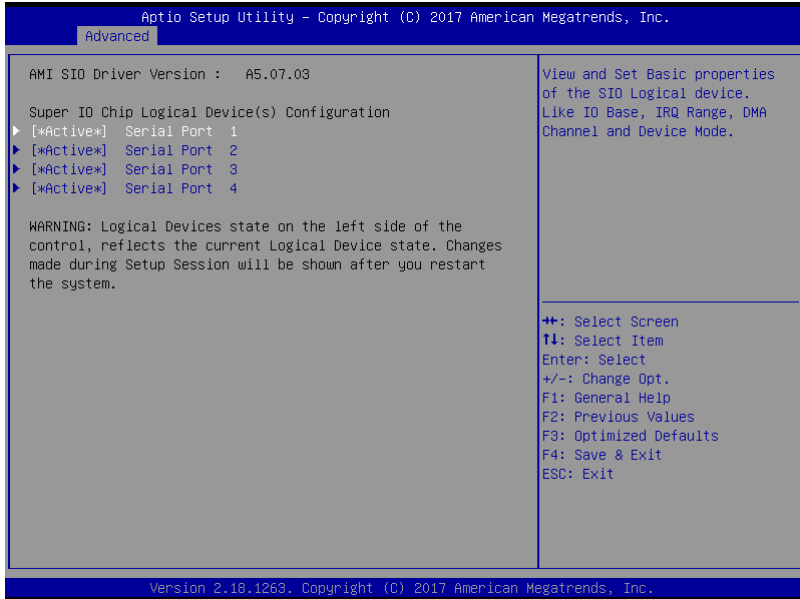 Aptio Setup Utility – Copyright (C) 2017 American Megatrends, Inc.
Advanced
AMI SIO Driver Version : A5.07.03
Super IO Chip Logical Device(s) Configuration
[*Active*] Serial Port 1
[*Active*] Serial Port 2
[*Active*] Serial Port 3
[*Active*] Serial Port 4
WARNING: Logical Devices state on the left side of the
control, reflects the current Logical Device state. Changes
made during Setup Session will be shown after you restart
the system.
View and Set Basic properties
of the SIO Logical device.
Like IO Base, IRQ Range, DMA
Channel and Device Mode.
→←: Select Screen
↑↓: Select Item
Enter: Select
+/-: Change Opt.
F1: General Help
F2: Previous Values
F3: Optimized Defaults
F4: Save & Exit
ESC: Exit
Version 2.18.1263. Copyright (C) 2017 American Megatrends, Inc.